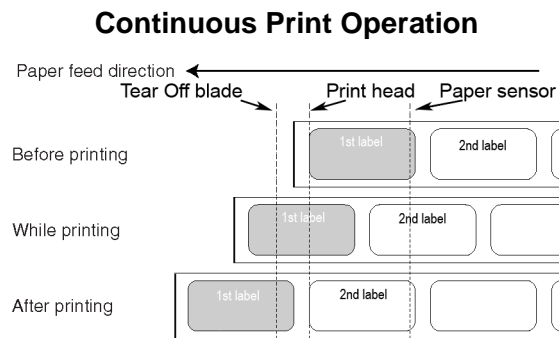 Continuous Print Operation
Paper feed direction
Tear Off blade Print head Paper sensor
Before printing
1st label 2nd label
While printing
1st label 2nd label
After printing
1st label 2nd label